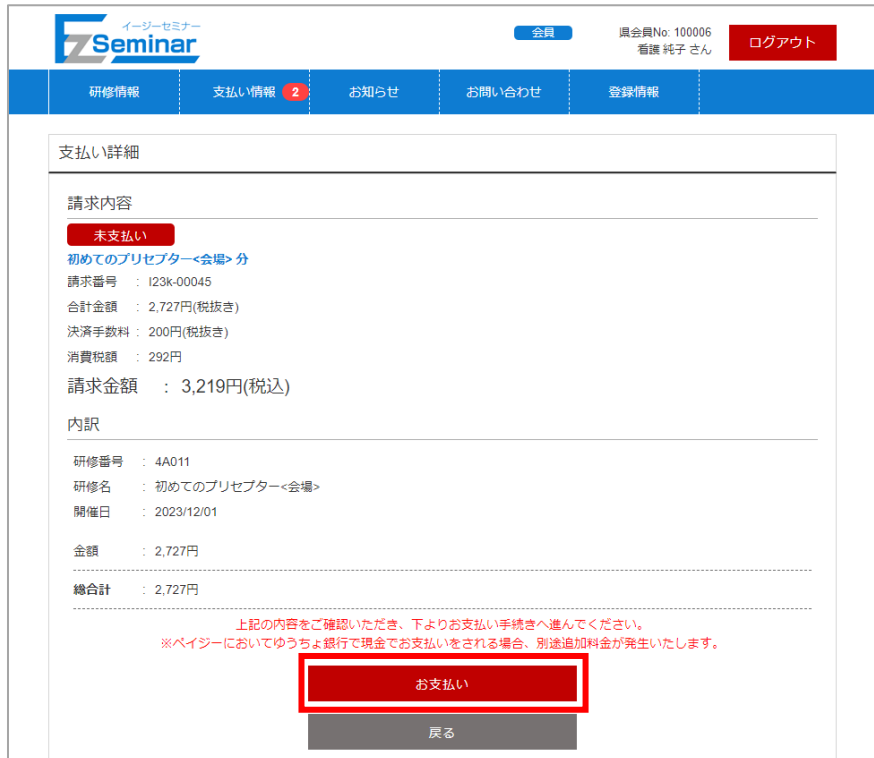 イージーセミナー
EZ Seminar
会員
県会員No: 100006
看護 純子 さん
ログアウト
研修情報
支払い情報 2
お知らせ
お問い合わせ
登録情報
支払い詳細
請求内容
未支払い
初めてのプリセプター<会場> 分
請求番号 : I23k-00045
合計金額 : 2,727円(税抜き)
決済手数料 : 200円(税抜き)
消費税額 : 292円
請求金額 : 3,219円(税込)
内訳
研修番号 : 4A011
研修名 : 初めてのプリセプター<会場>
開催日 : 2023/12/01
金額 : 2,727円
総合計 : 2,727円
上記の内容をご確認いただき、下よりお支払い手続きへ進んでください。
※ペイジーにおいてゆうちょ銀行で現金でお支払いをされる場合、別途追加料金が発生いたします。
お支払い
戻る